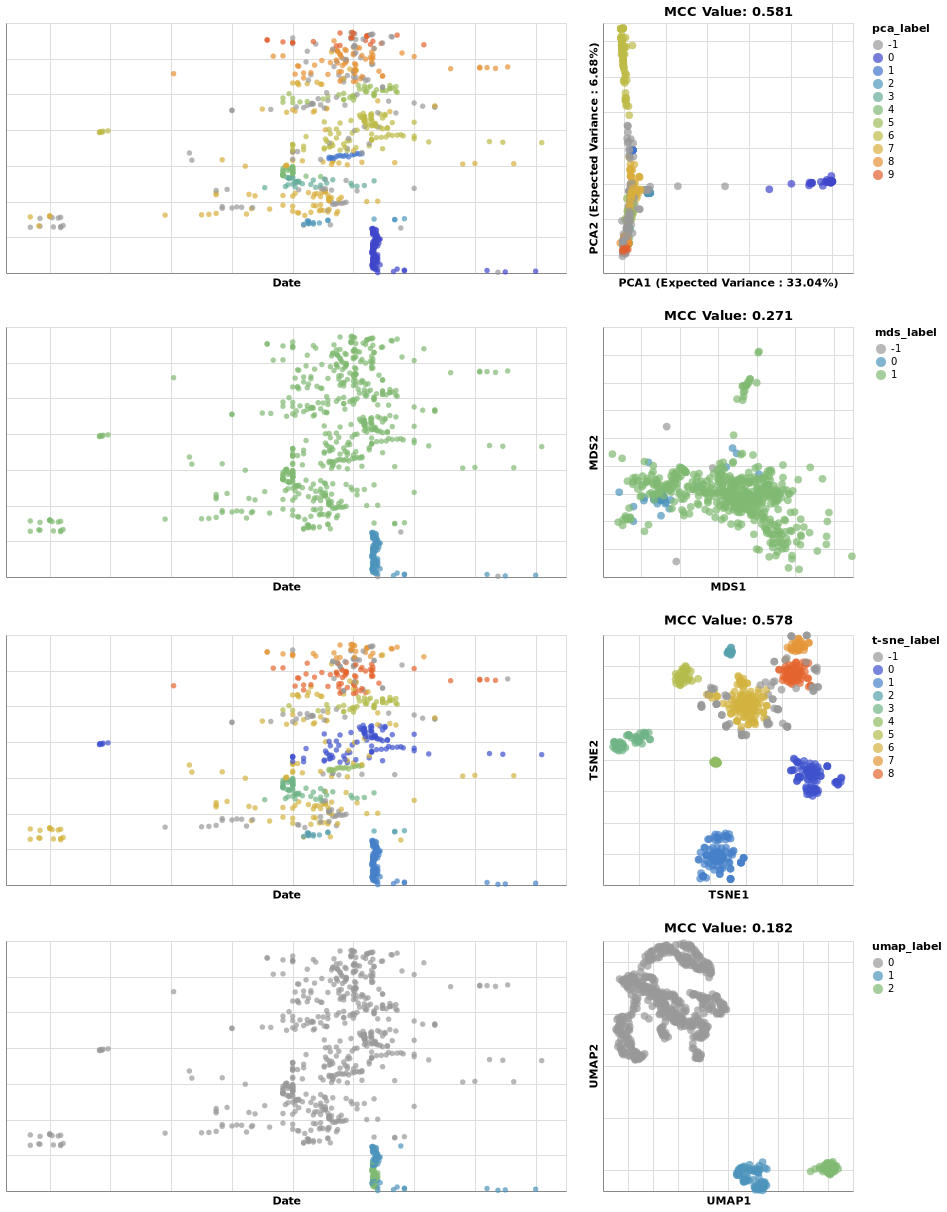 MCC Value: 0.581
PCA2 (Expected Variance : 6.68%)
Date
PCA1 (Expected Variance : 33.04%)
pca_label
-1
0
1
2
3
4
5
6
7
8
9
MCC Value: 0.271
MDS2
Date
MDS1
mds_label
-1
0
1
MCC Value: 0.578
TSNE2
Date
TSNE1
t-sne_label
-1
0
1
2
3
4
5
6
7
8
MCC Value: 0.182
UMAP2
Date
UMAP1
umap_label
0
1
2